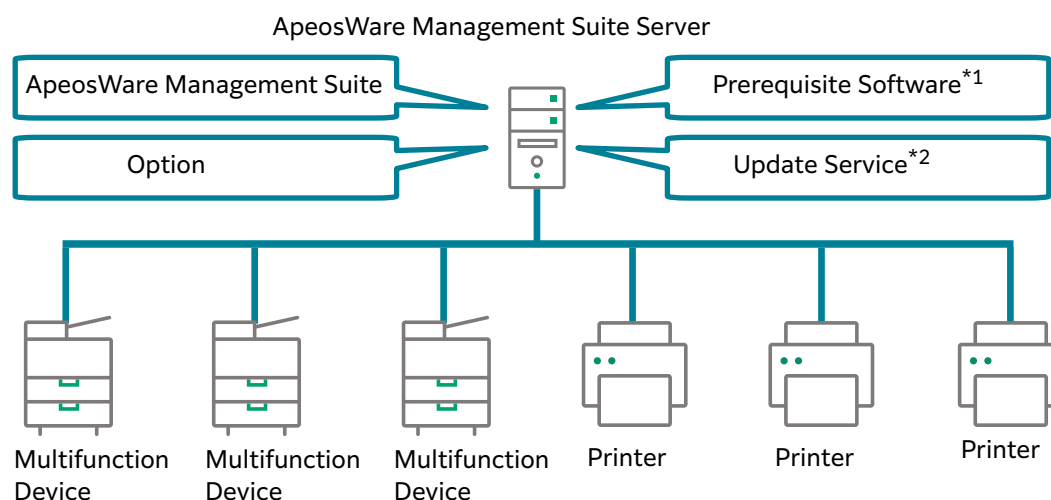 ApeosWare Management Suite Server
ApeosWare Management Suite
Prerequisite Software*1
Option
Update Service*2
Multifunction
Device
Multifunction
Device
Multifunction
Device
Printer
Printer
Printer